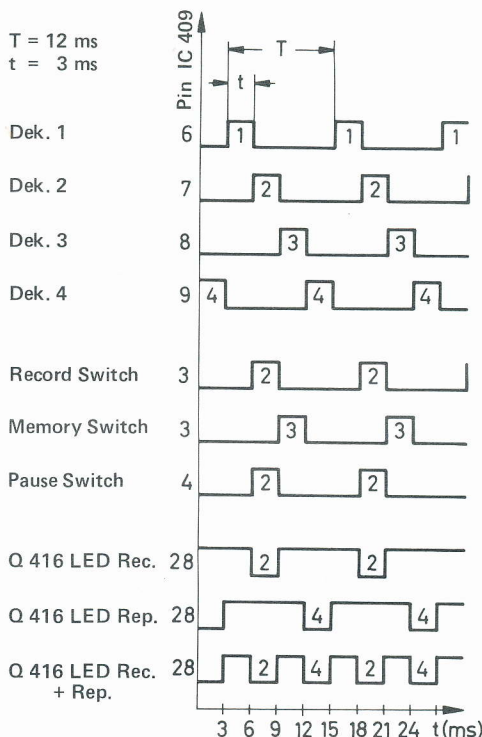 T = 12 ms
t = 3 ms
Pin IC 409
T
t
Dek. 1 6 1 1 1
Dek. 2 7 2 2
Dek. 3 8 3 3
Dek. 4 9 4 4 4
Record Switch 3 2 2
Memory Switch 3 3 3
Pause Switch 4 2 2
Q 416 LED Rec. 28 2 2
Q 416 LED Rep. 28 4 4
Q 416 LED Rec. 28 2 4 2 4
+ Rep.
3 6 9 12 15 18 21 24 t(ms)